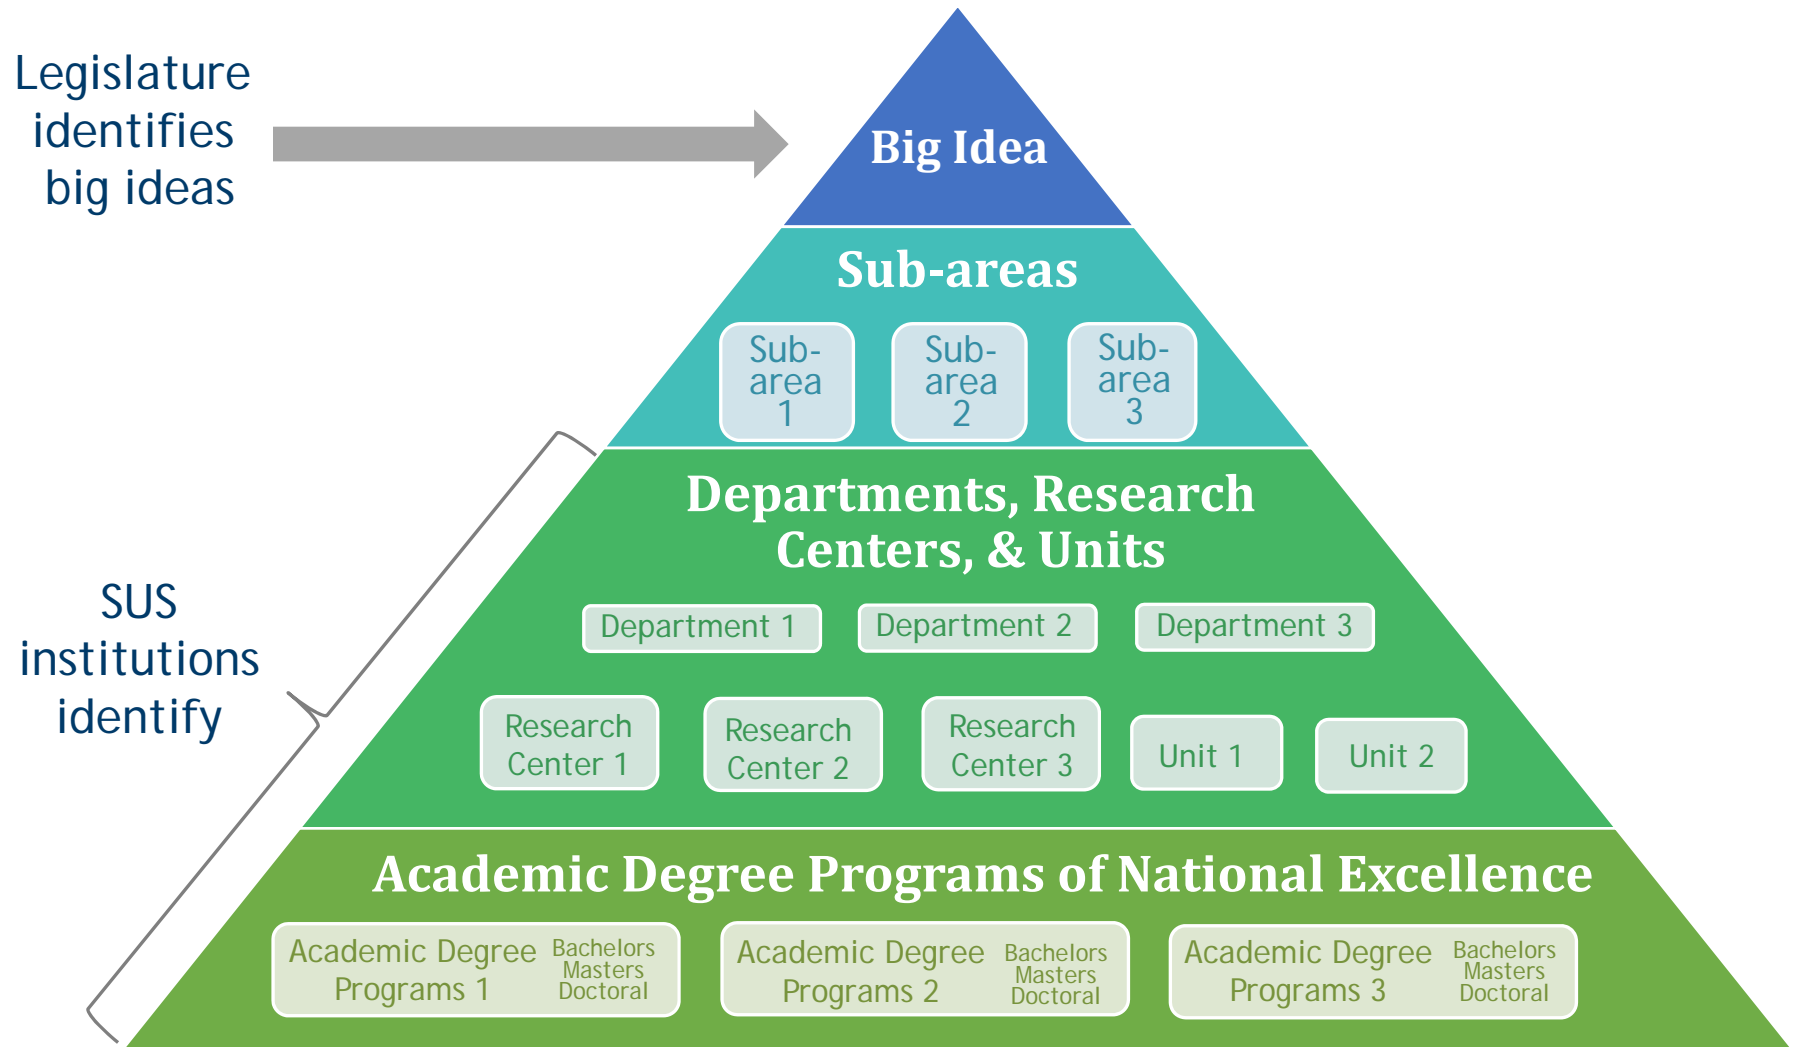 Legislature
identifies
big ideas
Big Idea
Sub-areas
Sub-
area
1
Sub-
area
2
Sub-
area
3
SUS
institutions
identify
Departments, Research
Centers, & Units
Department 1
Department 2
Department 3
Research
Center 1
Research
Center 2
Research
Center 3
Unit 1
Unit 2
Academic Degree Programs of National Excellence
Academic Degree
Programs 1
Bachelors
Masters
Doctoral
Academic Degree
Programs 2
Bachelors
Masters
Doctoral
Academic Degree
Programs 3
Bachelors
Masters
Doctoral